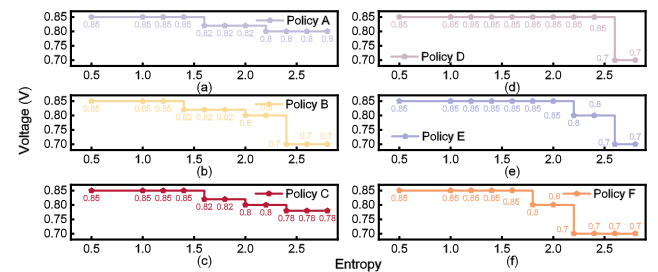 0.85 0.80 0.75 0.70
0.85 0.85 0.85 0.85 0.82 0.82 0.82 0.8 0.8 0.8 0.8
Policy A
0.5 1.0 1.5 2.0 2.5
(a)
0.85 0.80 0.75 0.70
0.85 0.85 0.85 0.85 0.85 0.85 0.85 0.85 0.85 0.7 0.7
Policy D
0.5 1.0 1.5 2.0 2.5
(d)
Voltage (V)
0.85 0.80 0.75 0.70
0.85 0.85 0.85 0.82 0.82 0.82 0.8 0.8 0.7 0.7 0.7
Policy B
0.5 1.0 1.5 2.0 2.5
(b)
0.85 0.80 0.75 0.70
0.85 0.85 0.85 0.85 0.85 0.85 0.85 0.8 0.8 0.7 0.7
Policy E
0.5 1.0 1.5 2.0 2.5
(e)
0.85 0.80 0.75 0.70
0.85 0.85 0.85 0.85 0.82 0.82 0.8 0.8 0.78 0.78 0.78
Policy C
0.5 1.0 1.5 2.0 2.5
(c)
0.85 0.80 0.75 0.70
0.85 0.85 0.85 0.85 0.85 0.8 0.8 0.7 0.7 0.7 0.7
Policy F
0.5 1.0 1.5 2.0 2.5
(f)
Entropy